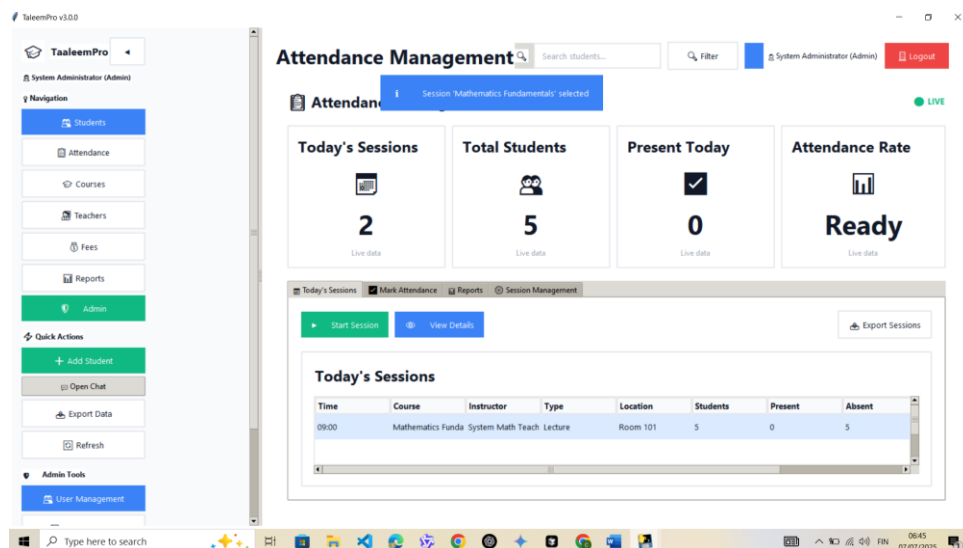 TaleemPro v3.0.0
TaaleemPro
System Administrator (Admin)
Navigation
Students
Attendance
Courses
Teachers
Fees
Reports
Admin
Quick Actions
+ Add Student
Open Chat
Export Data
Refresh
Admin Tools
User Management
Attendance Management
Search students...
Filter
System Administrator (Admin)
Logout
i Session 'Mathematics Fundamentals' selected
LIVE
Today's Sessions
2
Live data
Total Students
5
Live data
Present Today
0
Live data
Attendance Rate
Ready
Live data
Today's Sessions Mark Attendance Reports Session Management
Start Session View Details Export Sessions
Today's Sessions
Time Course Instructor Type Location Students Present Absent
09:00 Mathematics Funda System Math Teach Lecture Room 101 5 0 5
Type here to search
FIN
06:45
07/07/2025